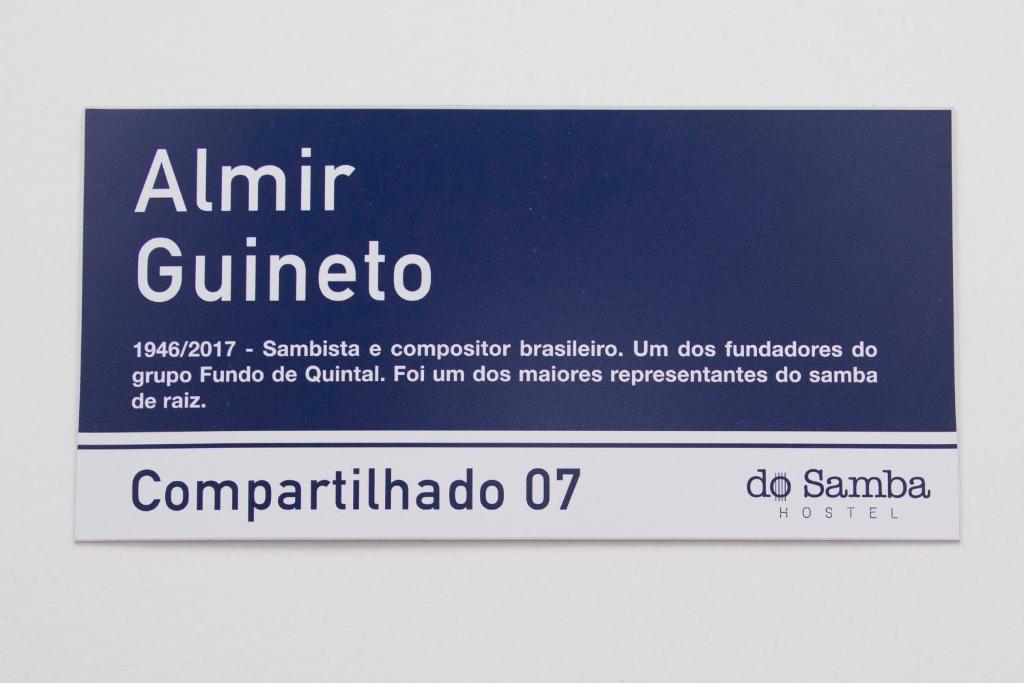 Almir
Guineto
1946/2017 - Sambista e compositor brasileiro. Um dos fundadores do
grupo Fundo de Quintal. Foi um dos maiores representantes do samba
de raiz.
Compartilhado 07
do Samba
HOSTEL